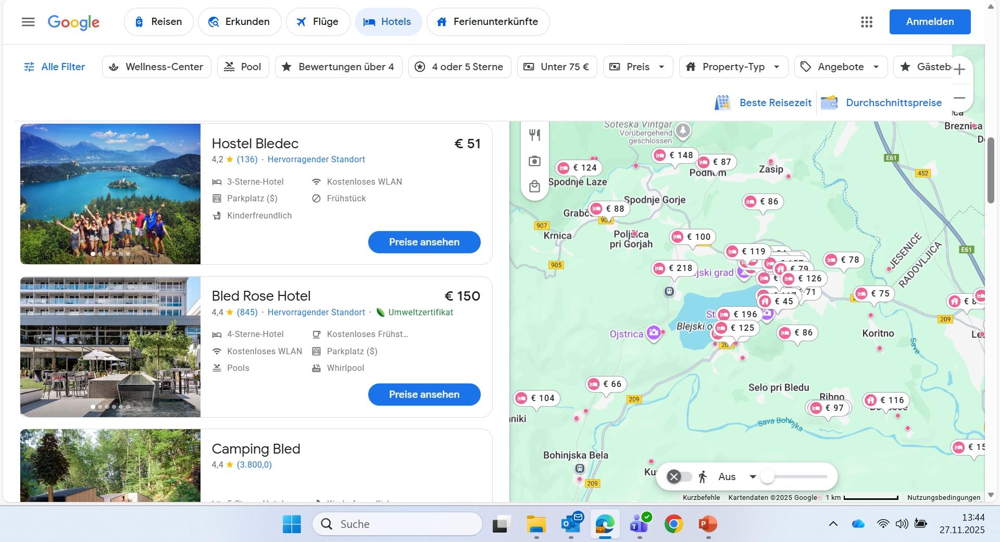 Google
Reisen
Erkunden
Flüge
Hotels
Ferienunterkünfte
Anmelden
Alle Filter
Wellness-Center
Pool
Bewertungen über 4
4 oder 5 Sterne
Unter 75 €
Preis
Property-Typ
Angebote
Beste Reisezeit
Durchschnittspreise
Hostel Bledec
€ 51
4,2 (136) · Hervorragender Standort
3-Sterne-Hotel
Kostenloses WLAN
Parkplatz ($)
Frühstück
Kinderfreundlich
Preise ansehen
Bled Rose Hotel
€ 150
4,4 (845) · Hervorragender Standort · Umweltzertifikat
4-Sterne-Hotel
Kostenloses Frühst...
Kostenloses WLAN
Parkplatz ($)
Pools
Whirlpool
Preise ansehen
Camping Bled
4,4 (3.800,0)
Soteska Vintgar
Vorübergehend
geschlossen
Breznica
€ 148
€ 87
€ 124
Podhom
Zasip
E61
452
Spodnje Laze
Spodnje Gorje
€ 86
€ 88
907
Krnica
Poljšica
pri Gorjah
€ 100
€ 119
E61
JESENICE
RADOVLJICA
905
€ 218
jski grad
€ 79
€ 78
€ 126
71
€ 75
€ 45
€ 8
€ 196
209
Blejski
€ 125
Ojstrica
€ 86
Koritno
Save
€ 66
Selo pri Bledu
€ 104
209
Ribno
€ 97
€ 116
Sava Bohinjka
€ 15
Bohinjska Bela
209
Aus
Kurzbefehle
Kartendaten ©2025 Google
1 km
Nutzungsbedingungen
Suche
13:44
27.11.2025